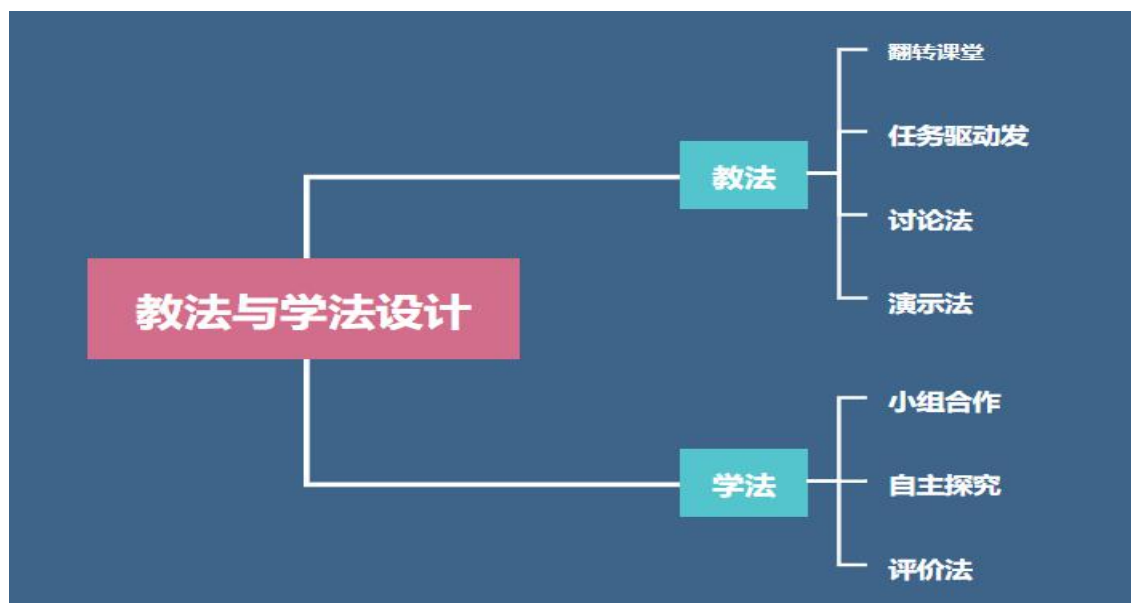 教法与学法设计
教法
翻转课堂
任务驱动发
讨论法
演示法
学法
小组合作
自主探究
评价法